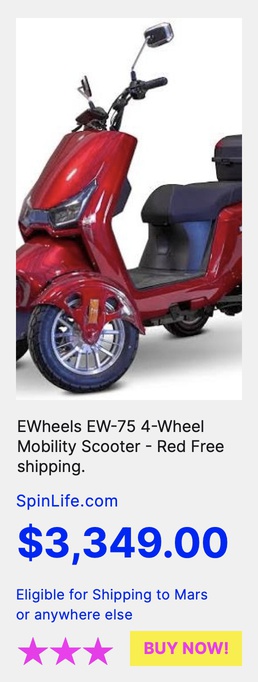 EWheels EW-75 4-Wheel
Mobility Scooter - Red Free
shipping.
SpinLife.com
$3,349.00
Eligible for Shipping to Mars
or anywhere else
BUY NOW!